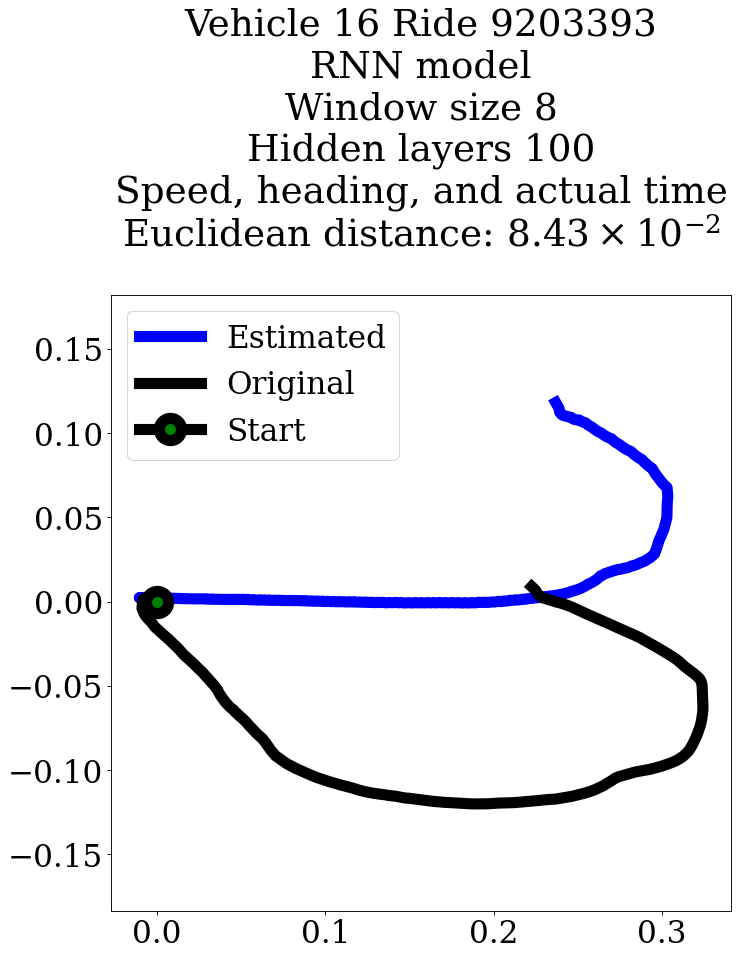 Vehicle 16 Ride 9203393
RNN model
Window size 8
Hidden layers 100
Speed, heading, and actual time
Euclidean distance: 8.43 × 10⁻²
Estimated
Original
Start
0.15
0.10
0.05
0.00
−0.05
−0.10
−0.15
0.0 0.1 0.2 0.3